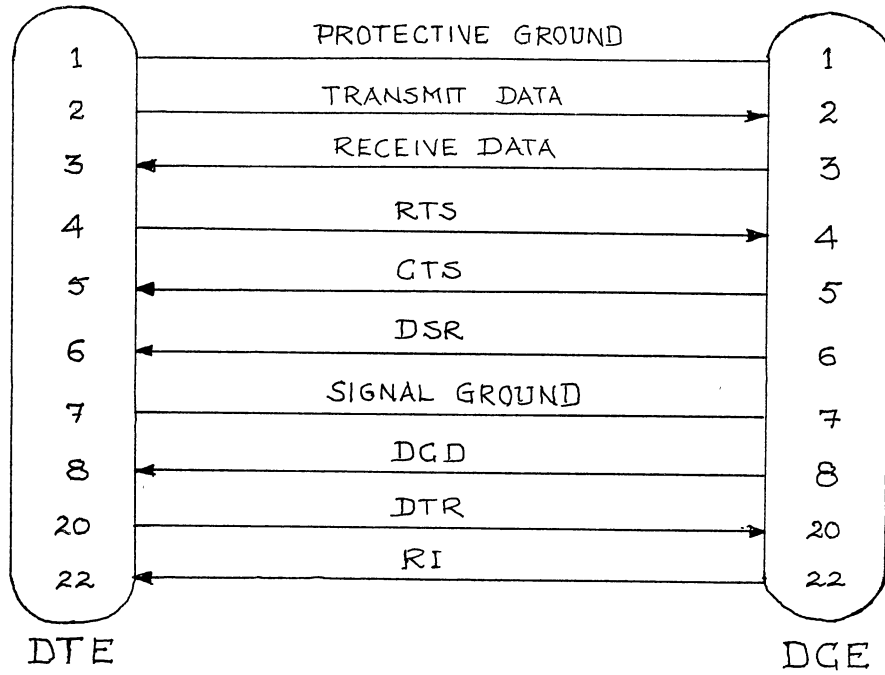 PROTECTIVE GROUND
1 1
TRANSMIT DATA
2 2
RECEIVE DATA
3 3
RTS
4 4
CTS
5 5
DSR
6 6
SIGNAL GROUND
7 7
DCD
8 8
DTR
20 20
RI
22 22
DTE DCE